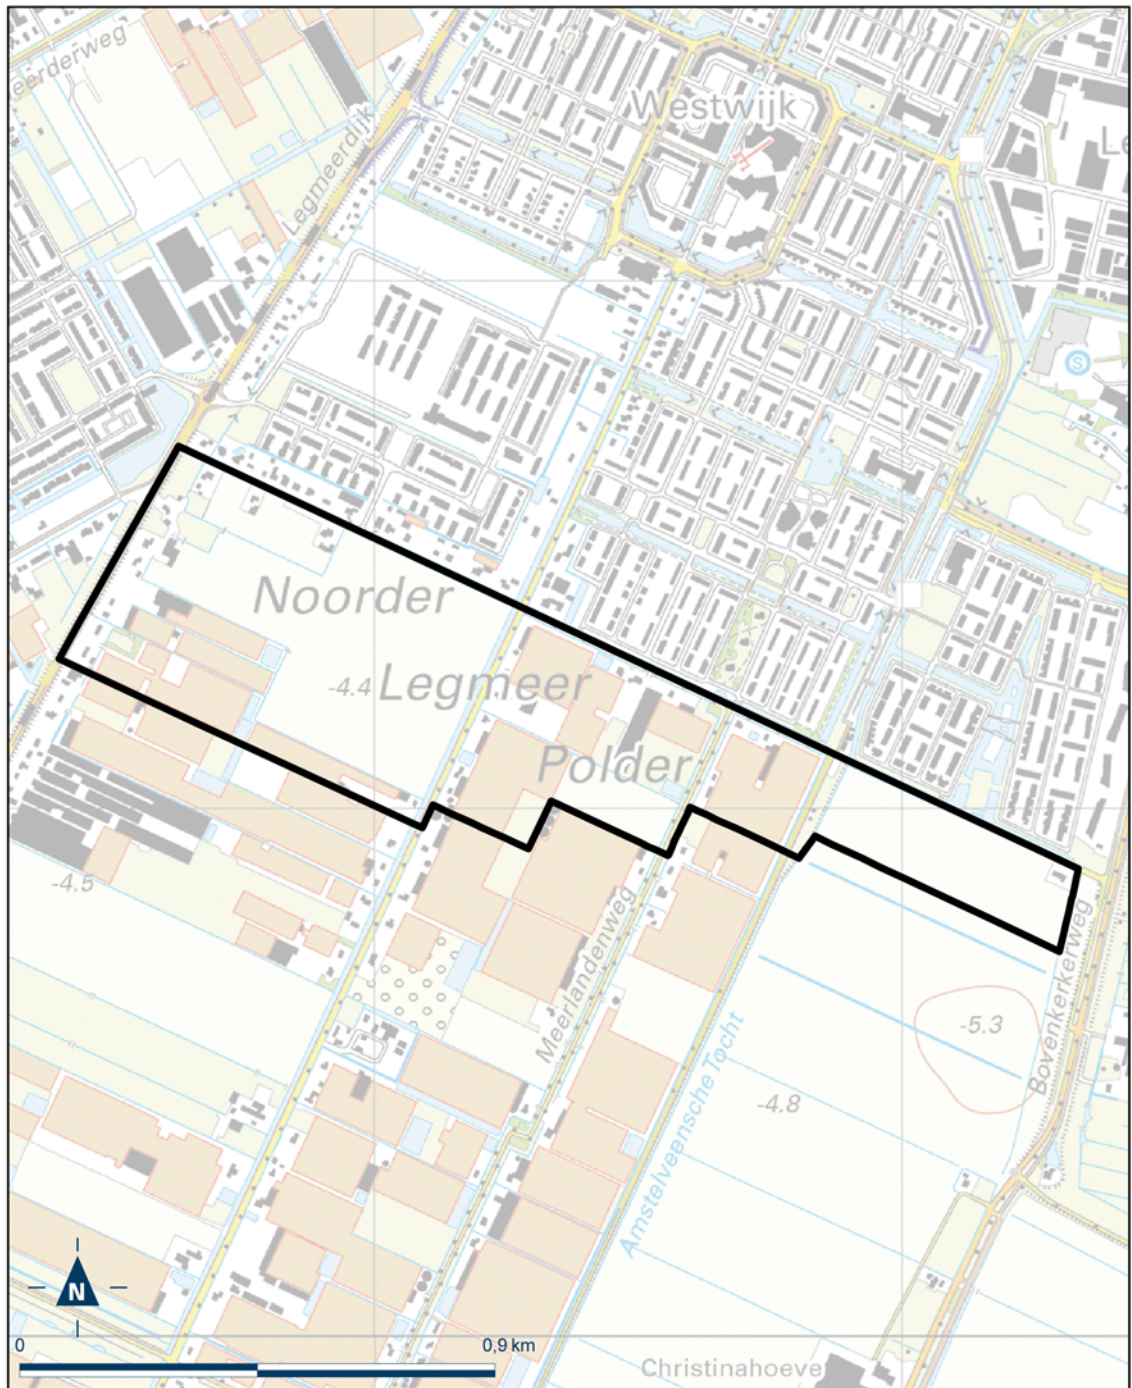 eerderweg
Westwijk
Le
Legmeerdijk
S
Noorder
-4.4 Legmeer
Polder
-4.5
Meerlandenweg
Bovenkerkerweg
-5.3
Amstelveensche Tocht
-4.8
N
0 0,9 km
Christinahoeve